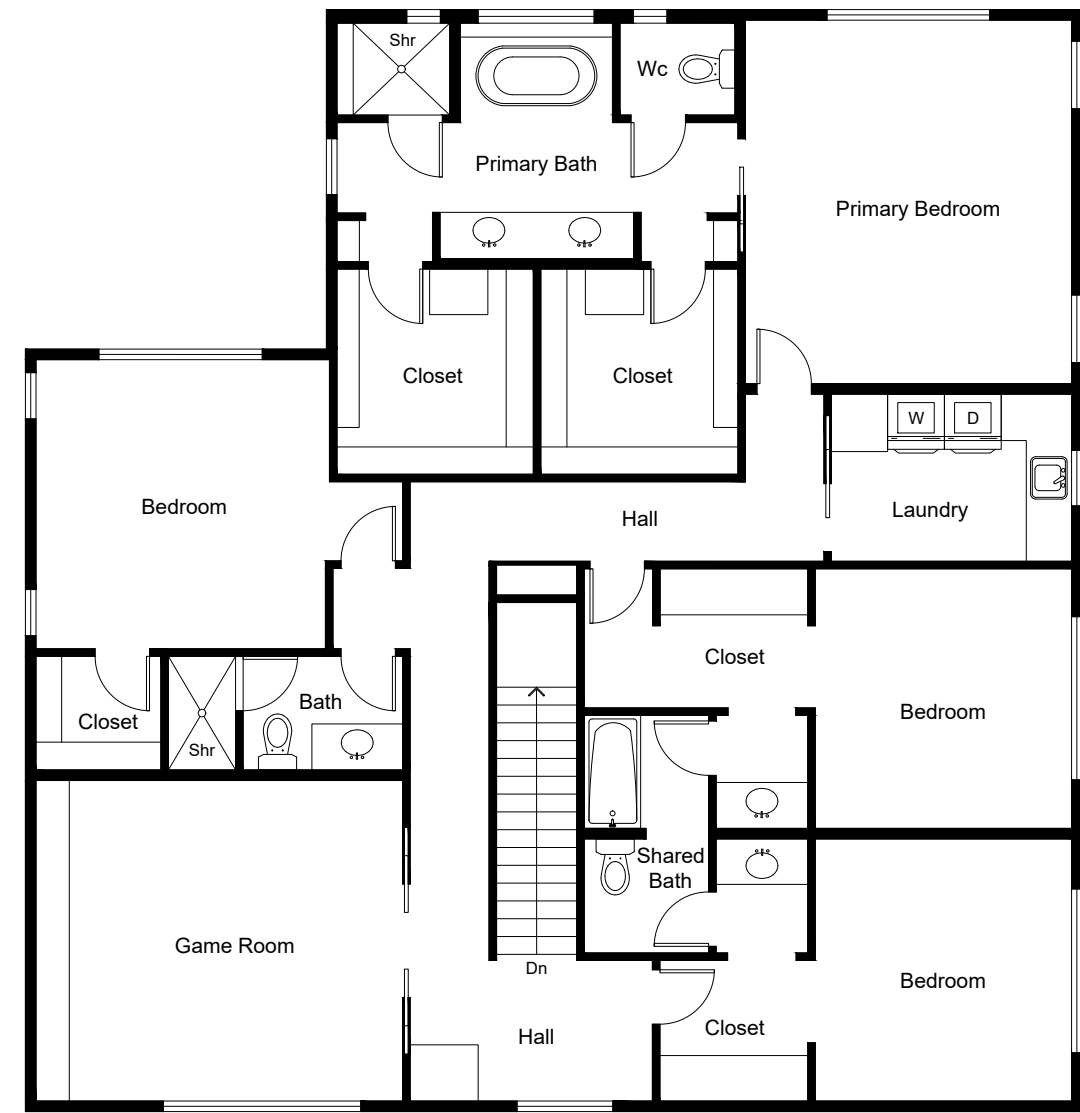 Shr
Wc
Primary Bath
Primary Bedroom
Closet
Closet
W
D
Bedroom
Hall
Laundry
Closet
Bath
Closet
Shr
Bedroom
Shared
Bath
Game Room
Dn
Bedroom
Hall
Closet